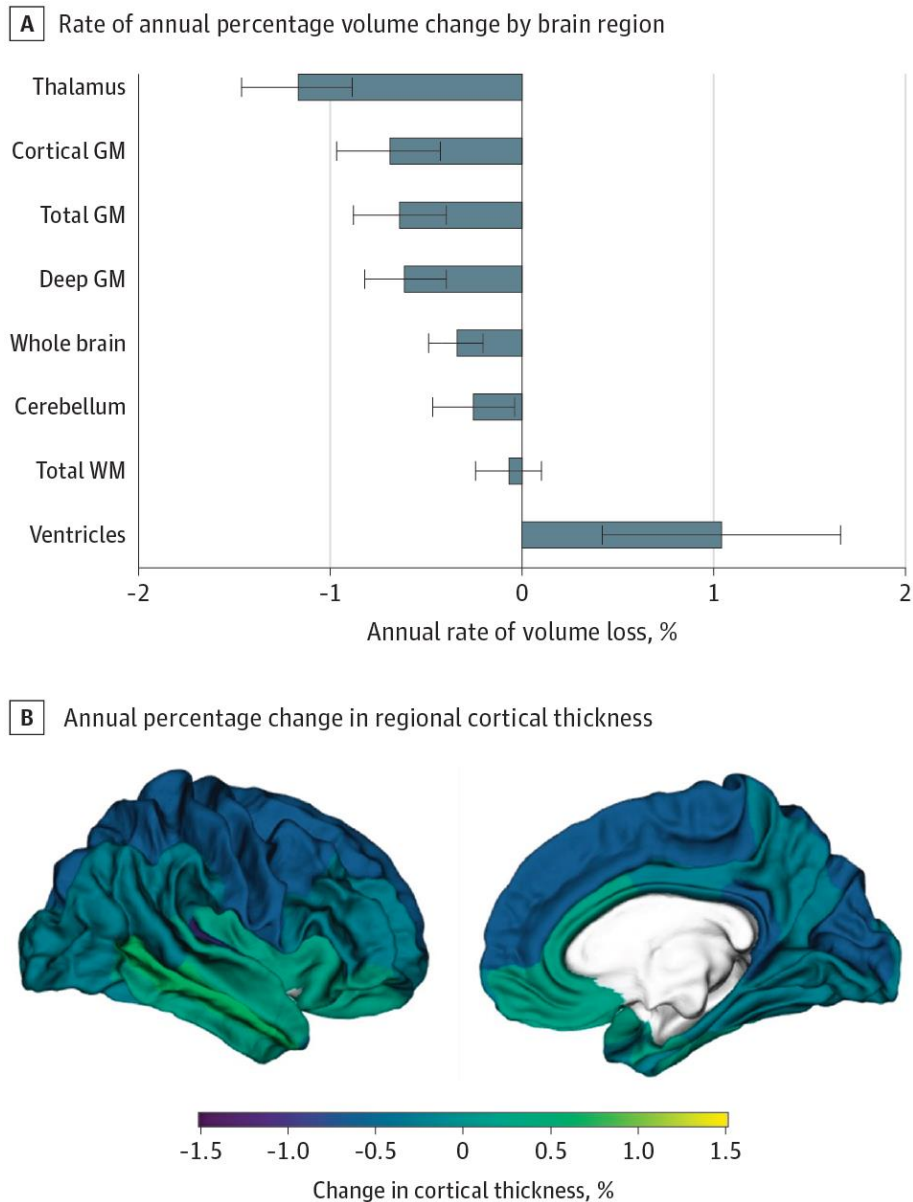 A Rate of annual percentage volume change by brain region
Thalamus
Cortical GM
Total GM
Deep GM
Whole brain
Cerebellum
Total WM
Ventricles
-2 -1 0 1 2
Annual rate of volume loss, %
B Annual percentage change in regional cortical thickness
-1.5 -1.0 -0.5 0 0.5 1.0 1.5
Change in cortical thickness, %